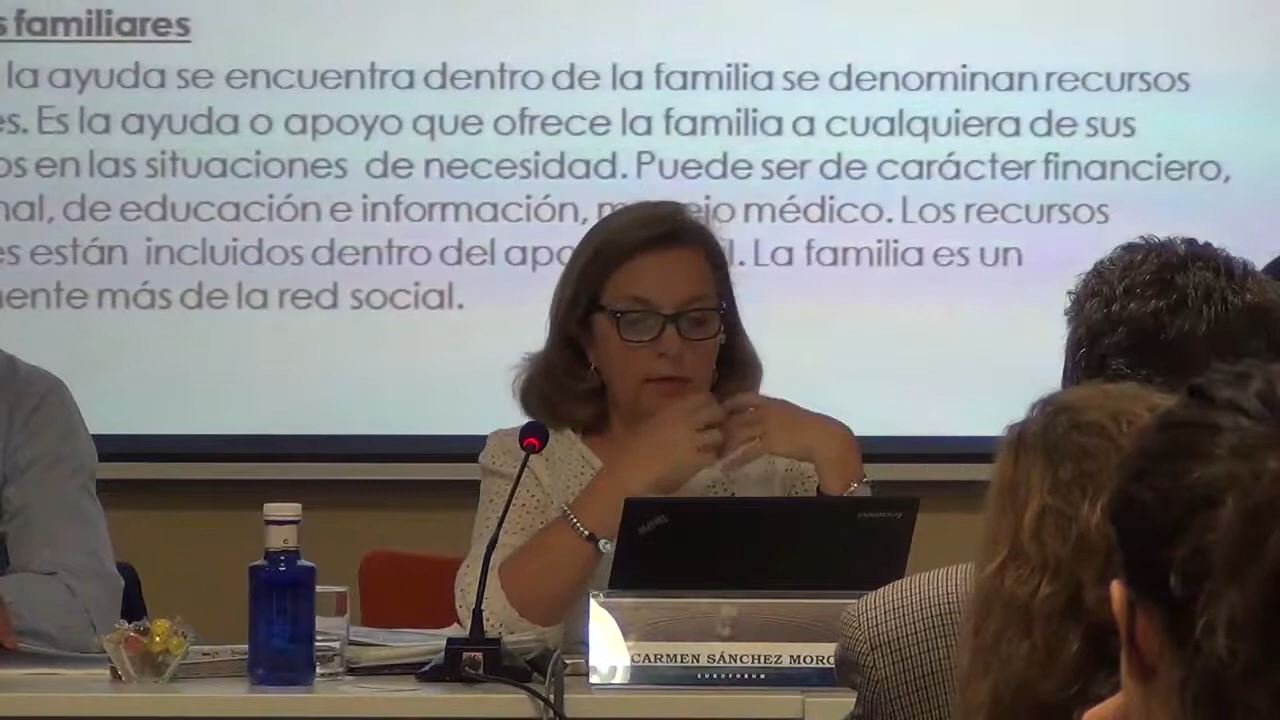 s familiares
la ayuda se encuentra dentro de la familia se denominan recursos
es. Es la ayuda o apoyo que ofrece la familia a cualquiera de sus
os en las situaciones de necesidad. Puede ser de carácter financiero,
nal, de educación e información, m ejo médico. Los recursos
es están incluidos dentro del apo l. La familia es un
nente más de la red social.
ThinkPad
lenovo
CARMEN SÁNCHEZ MORO
EUROFORUM